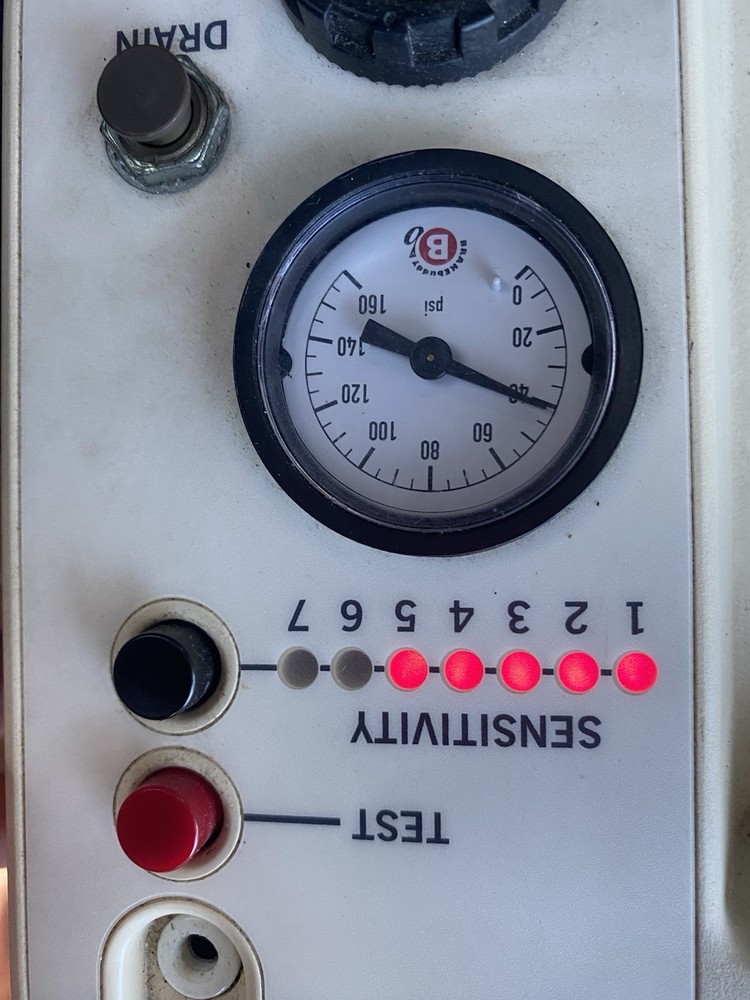 TEST
SENSITIVITY
1 2 3 4 5 6 7
80
60 100
40 120
20 140
0 psi 160
B
BRAKEbuddy
DRAIN